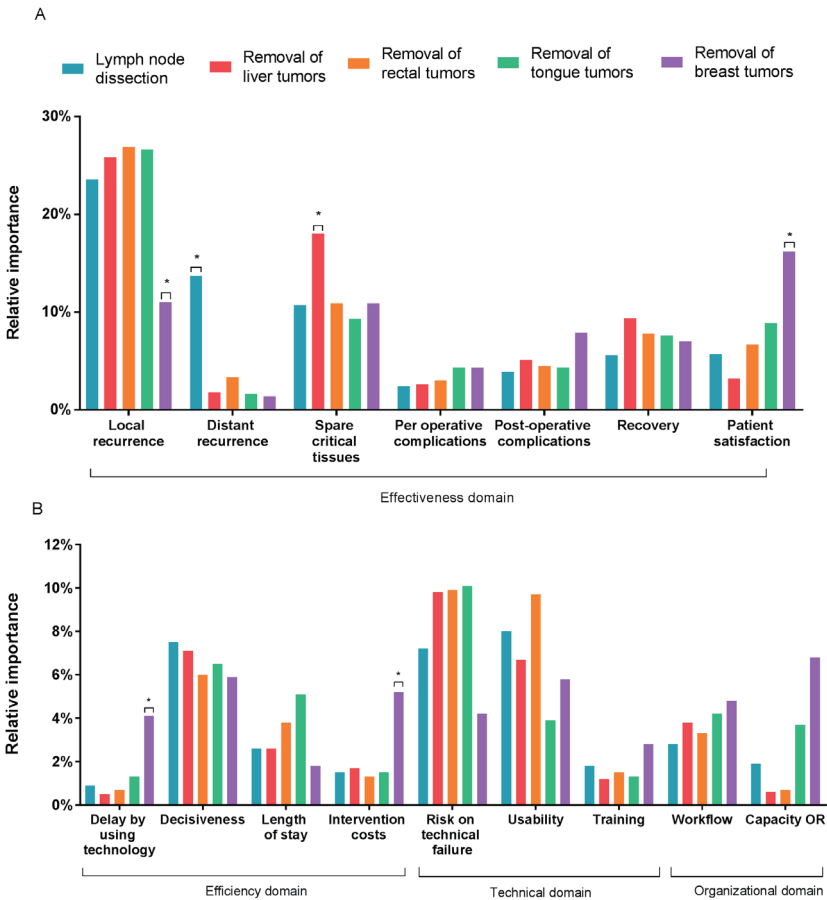 A
Lymph node
dissection
Removal of
liver tumors
Removal of
rectal tumors
Removal of
tongue tumors
Removal of
breast tumors
Relative importance
30%
20%
10%
0%
*
*
*
*
Local
recurrence
Distant
recurrence
Spare
critical
tissues
Per operative
complications
Post-operative
complications
Recovery
Patient
satisfaction
Effectiveness domain
B
Relative importance
12%
10%
8%
6%
4%
2%
0%
*
*
Delay by
using
technology
Decisiveness
Length
of stay
Intervention
costs
Risk on
technical
failure
Usability
Training
Workflow
Capacity OR
Efficiency domain
Technical domain
Organizational domain